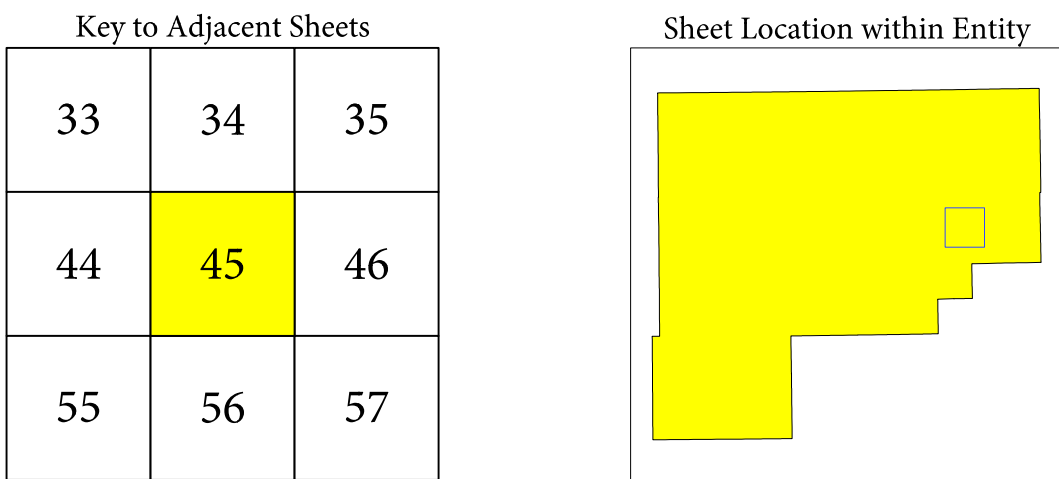 Key to Adjacent Sheets
33 34 35
44 45 46
55 56 57
Sheet Location within Entity